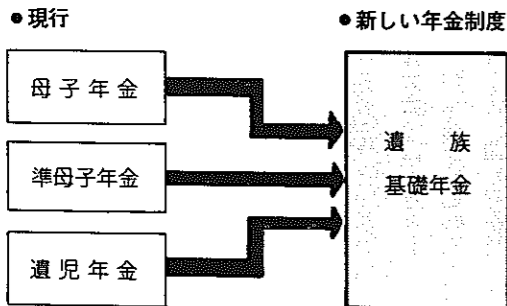 ●現行
●新しい年金制度
母子年金
準母子年金
遺児年金
遺族
基礎年金